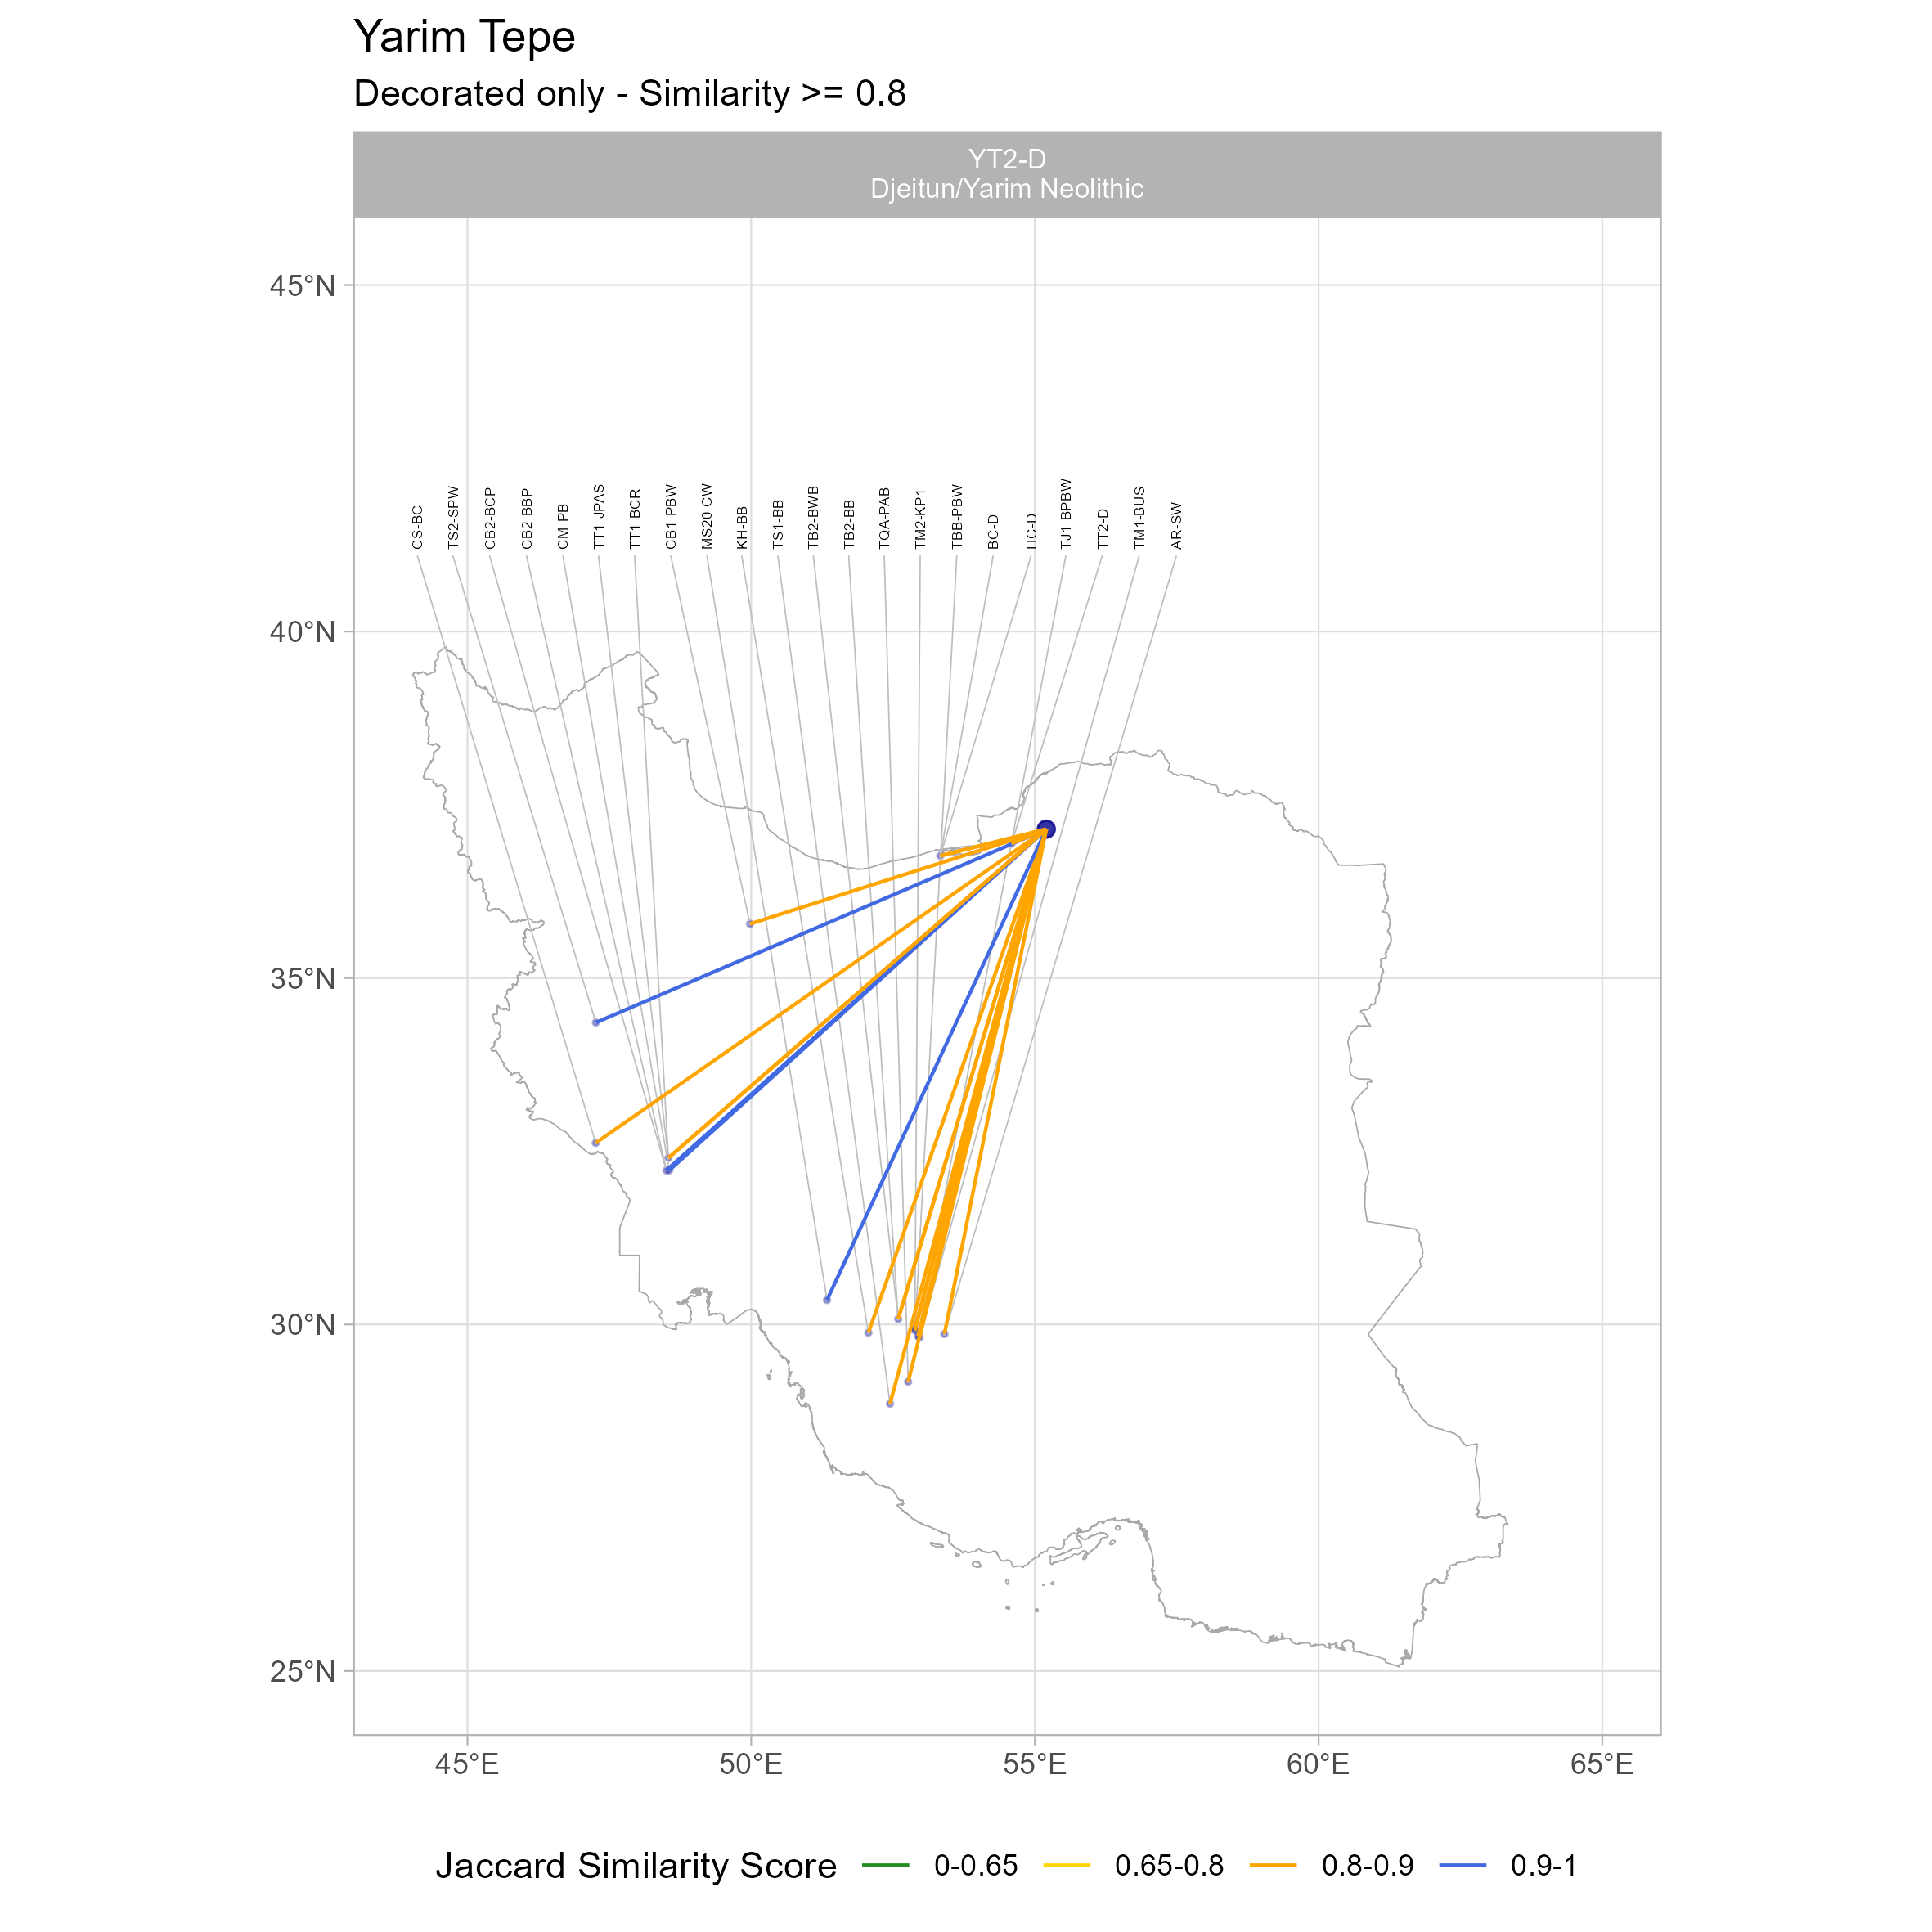 Yarim Tepe
Decorated only - Similarity >= 0.8
YT2-D
Djeitun/Yarim Neolithic
45°N
CS-BC
TS2-SPW
CB2-BCP
CB2-BBP
CM-PB
TT1-JPAS
TT1-BCR
CB1-PBW
MS20-CW
KH-BB
TS1-BB
TB2-BWB
TB2-BB
TQA-PAB
TM2-KP1
TBB-PBW
BC-D
HC-D
TJ1-BPBW
TT2-D
TM1-BUS
AR-SW
40°N
35°N
30°N
25°N
45°E 50°E 55°E 60°E 65°E
Jaccard Similarity Score 0-0.65 0.65-0.8 0.8-0.9 0.9-1